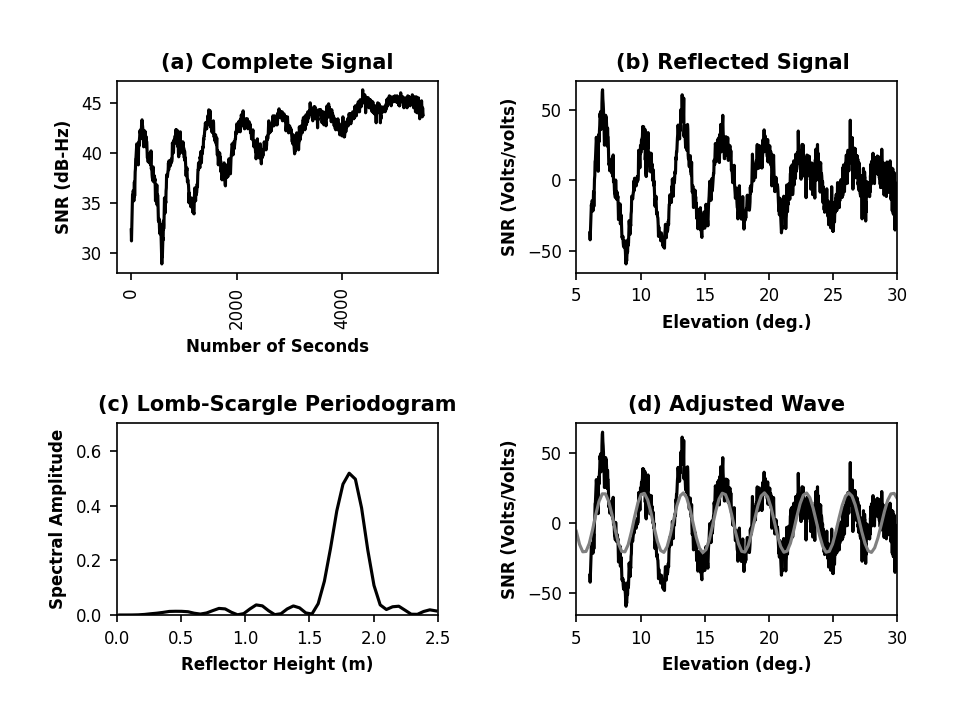 (a) Complete Signal
SNR (dB-Hz)
45
40
35
30
0
2000
4000
Number of Seconds
(b) Reflected Signal
SNR (Volts/volts)
50
0
−50
5 10 15 20 25 30
Elevation (deg.)
(c) Lomb-Scargle Periodogram
Spectral Amplitude
0.6
0.4
0.2
0.0
0.0 0.5 1.0 1.5 2.0 2.5
Reflector Height (m)
(d) Adjusted Wave
SNR (Volts/Volts)
50
0
−50
5 10 15 20 25 30
Elevation (deg.)